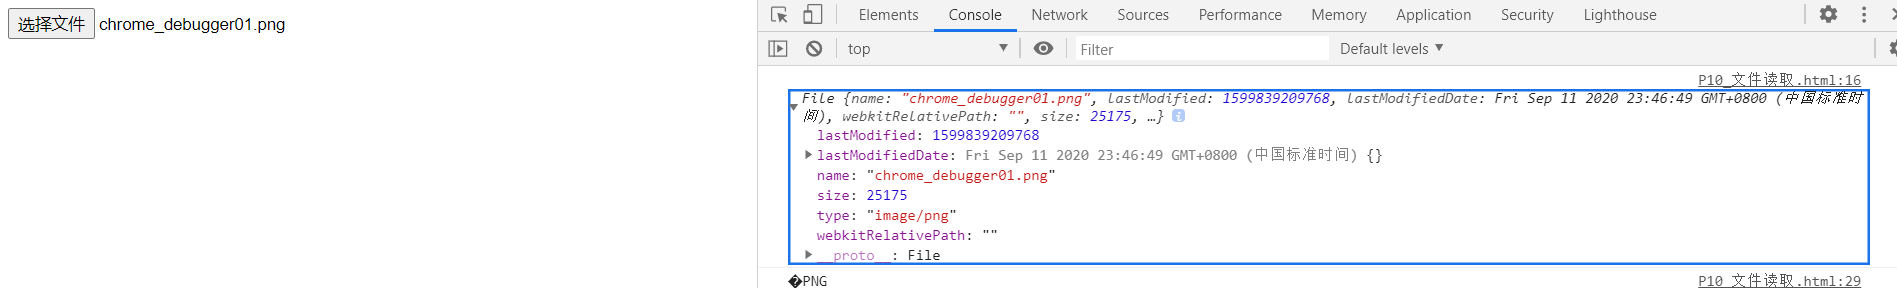 选择文件 chrome_debugger01.png
Elements Console Network Sources Performance Memory Application Security Lighthouse
top Filter Default levels
P10_文件读取.html:16
File {name: "chrome_debugger01.png", lastModified: 1599839209768, lastModifiedDate: Fri Sep 11 2020 23:46:49 GMT+0800 (中国标准时
间), webkitRelativePath: "", size: 25175, …}
lastModified: 1599839209768
lastModifiedDate: Fri Sep 11 2020 23:46:49 GMT+0800 (中国标准时间) {}
name: "chrome_debugger01.png"
size: 25175
type: "image/png"
webkitRelativePath: ""
__proto__: File
�PNG P10_文件读取.html:29